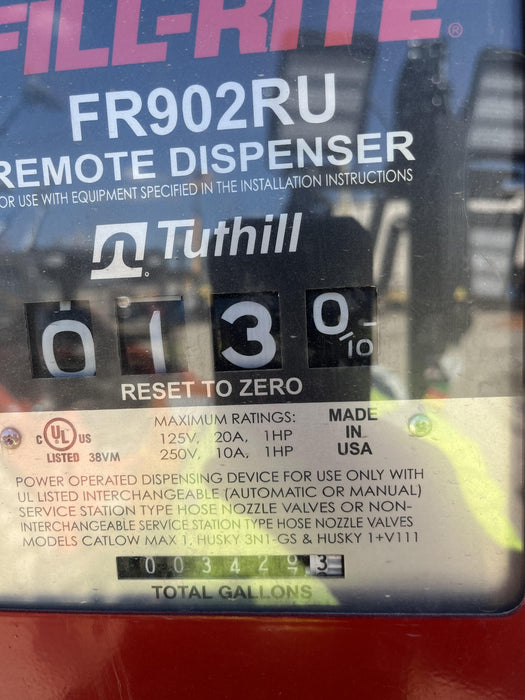 FILL-RITE®
FR902RU
REMOTE DISPENSER
OR USE WITH EQUIPMENT SPECIFIED IN THE INSTALLATION INSTRUCTIONS
Tuthill
0 1 3 0/10
RESET TO ZERO
C UL US
LISTED 38VM
MAXIMUM RATINGS:
125V, 20A, 1HP
250V, 10A, 1HP
MADE
IN
USA
POWER OPERATED DISPENSING DEVICE FOR USE ONLY WITH
UL LISTED INTERCHANGEABLE (AUTOMATIC OR MANUAL)
SERVICE STATION TYPE HOSE NOZZLE VALVES OR NON-
INTERCHANGEABLE SERVICE STATION TYPE HOSE NOZZLE VALVES
MODELS CATLOW MAX 1, HUSKY 3N1-GS & HUSKY 1+V111
0 0 3 4 2 3
TOTAL GALLONS